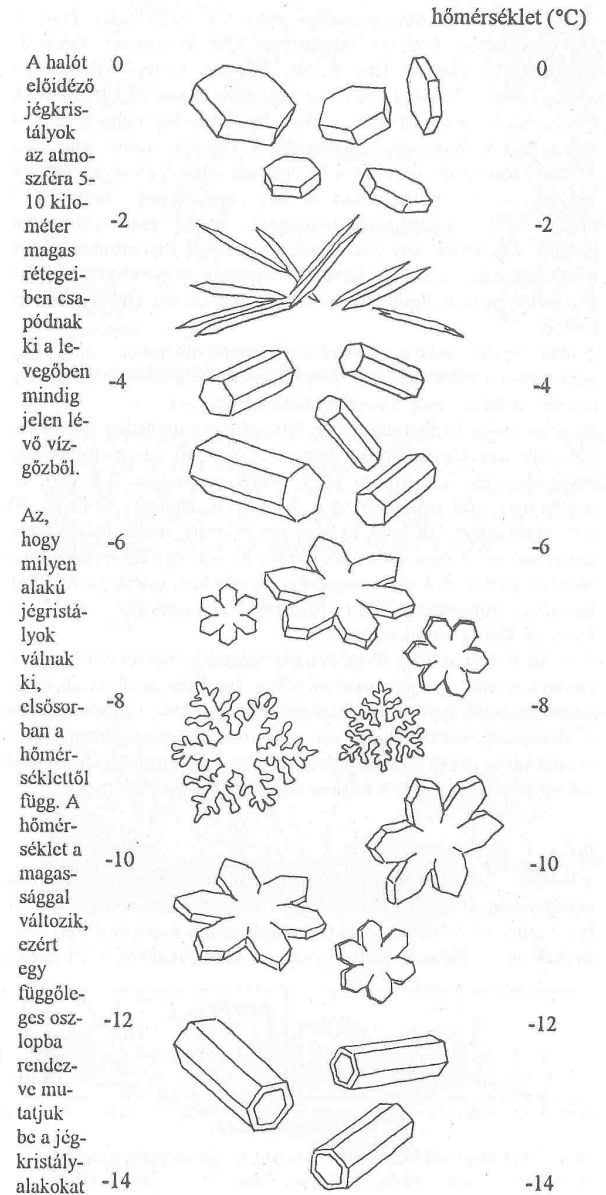 hőmérséklet (°C)
A halót
előidéző
jégkris-
tályok
az atmo-
szféra 5-
10 kilo-
méter
magas
rétegei-
ben csa-
pódnak
ki a le-
vegőben
mindig
jelen lé-
vő víz-
gőzből.
Az,
hogy
milyen
alakú
jégristá-
lyok
válnak
ki,
elsősor-
ban a
hőmér-
séklettől
függ. A
hőmér-
séklet a
magas-
sággal
változik,
ezért
egy
függőle-
ges osz-
lopba
rendez-
ve mu-
tatjuk
be a jég-
kristály-
alakokat
0
-2
-4
-6
-8
-10
-12
-14
0
-2
-4
-6
-8
-10
-12
-14